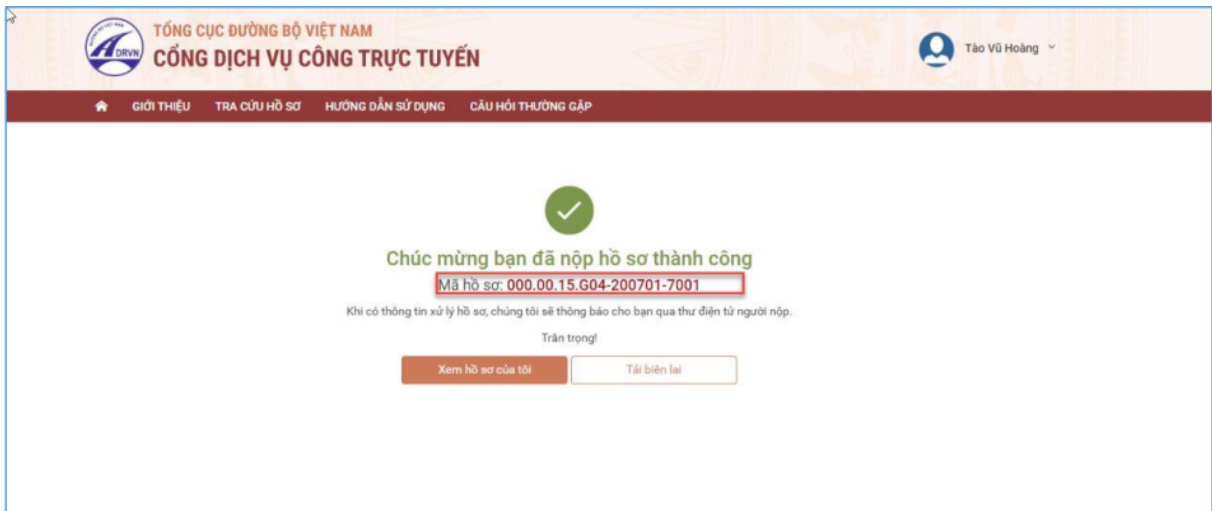 TỔNG CỤC ĐƯỜNG BỘ VIỆT NAM
CỔNG DỊCH VỤ CÔNG TRỰC TUYẾN
DRVN
Tào Vũ Hoàng
GIỚI THIỆU TRA CỨU HỒ SƠ HƯỚNG DẪN SỬ DỤNG CÂU HỎI THƯỜNG GẶP
Chúc mừng bạn đã nộp hồ sơ thành công
Mã hồ sơ: 000.00.15.G04-200701-7001
Khi có thông tin xử lý hồ sơ, chúng tôi sẽ thông báo cho bạn qua thư điện tử người nộp.
Trân trọng!
Xem hồ sơ của tôi Tải biên lai